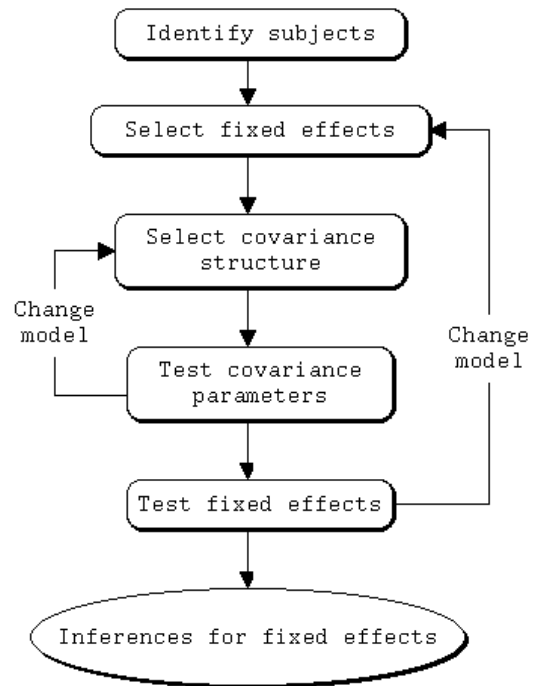 Identify subjects
Select fixed effects
Select covariance
structure
Change
model
Change
model
Test covariance
parameters
Test fixed effects
Inferences for fixed effects